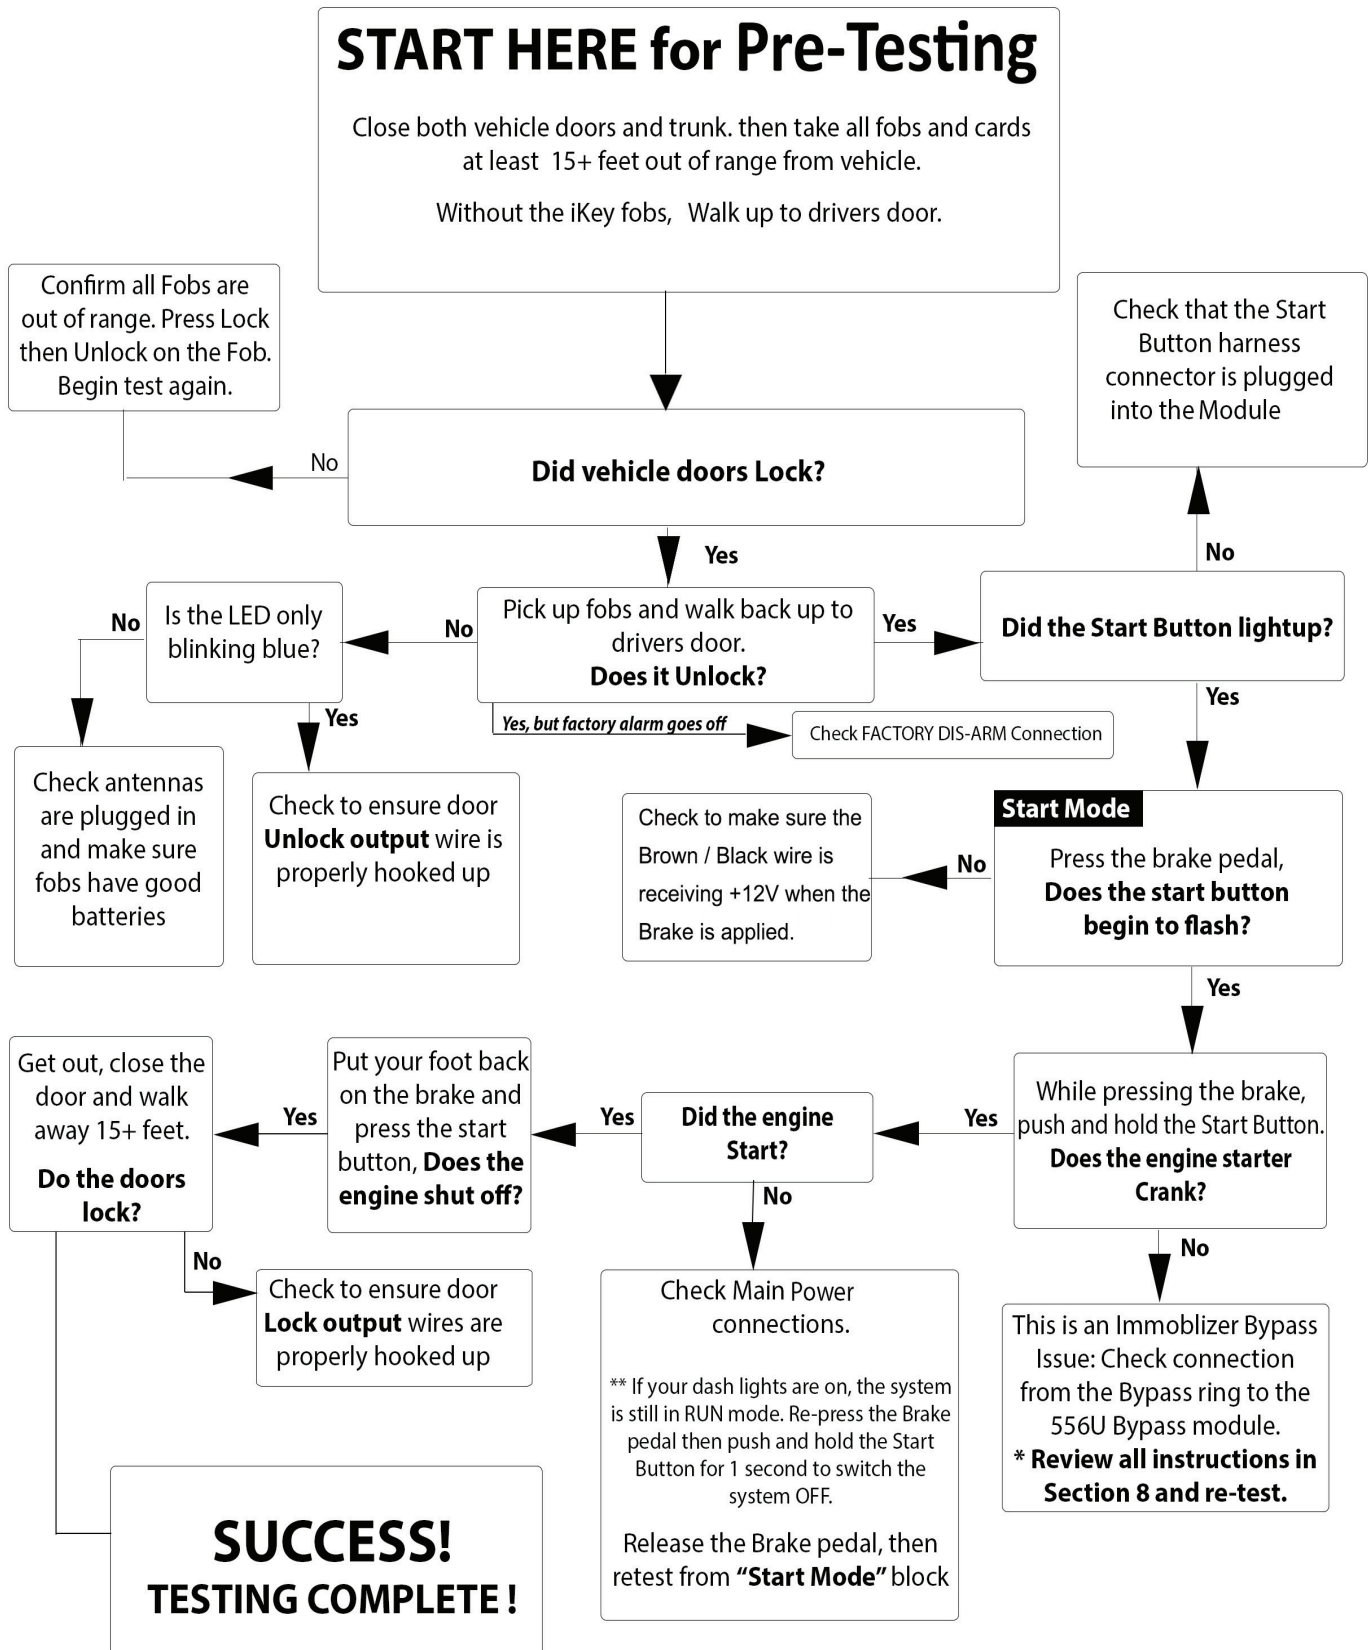 START HERE for Pre-Testing
Close both vehicle doors and trunk. then take all fobs and cards
at least 15+ feet out of range from vehicle.
Without the iKey fobs, Walk up to drivers door.
Confirm all Fobs are
out of range. Press Lock
then Unlock on the Fob.
Begin test again.
Check that the Start
Button harness
connector is plugged
into the Module
No
Did vehicle doors Lock?
Yes
No
Is the LED only
blinking blue?
No
Yes
No
Pick up fobs and walk back up to
drivers door.
Does it Unlock?
Yes
Did the Start Button lightup?
Yes
Yes, but factory alarm goes off
Check FACTORY DIS-ARM Connection
Check antennas
are plugged in
and make sure
fobs have good
batteries
Check to ensure door
Unlock output wire is
properly hooked up
Check to make sure the
Brown / Black wire is
receiving +12V when the
Brake is applied.
No
Start Mode
Press the brake pedal,
Does the start button
begin to flash?
Yes
Get out, close the
door and walk
away 15+ feet.
Do the doors
lock?
Yes
Put your foot back
on the brake and
press the start
button, Does the
engine shut off?
Yes
Did the engine
Start?
Yes
While pressing the brake,
push and hold the Start Button.
Does the engine starter
Crank?
No
No
No
Check to ensure door
Lock output wires are
properly hooked up
Check Main Power
connections.
** If your dash lights are on, the system
is still in RUN mode. Re-press the Brake
pedal then push and hold the Start
Button for 1 second to switch the
system OFF.
Release the Brake pedal, then
retest from "Start Mode" block
This is an Immoblizer Bypass
Issue: Check connection
from the Bypass ring to the
556U Bypass module.
* Review all instructions in
Section 8 and re-test.
SUCCESS!
TESTING COMPLETE !